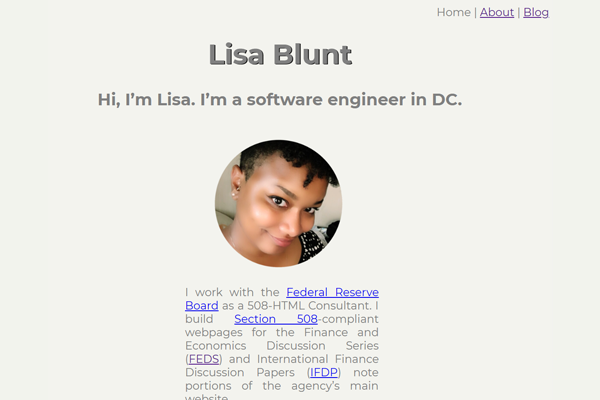 Home | About | Blog
Lisa Blunt
Hi, I’m Lisa. I’m a software engineer in DC.
I work with the Federal Reserve
Board as a 508-HTML Consultant. I
build Section 508-compliant
webpages for the Finance and
Economics Discussion Series
(FEDS) and International Finance
Discussion Papers (IFDP) note
portions of the agency’s main
website